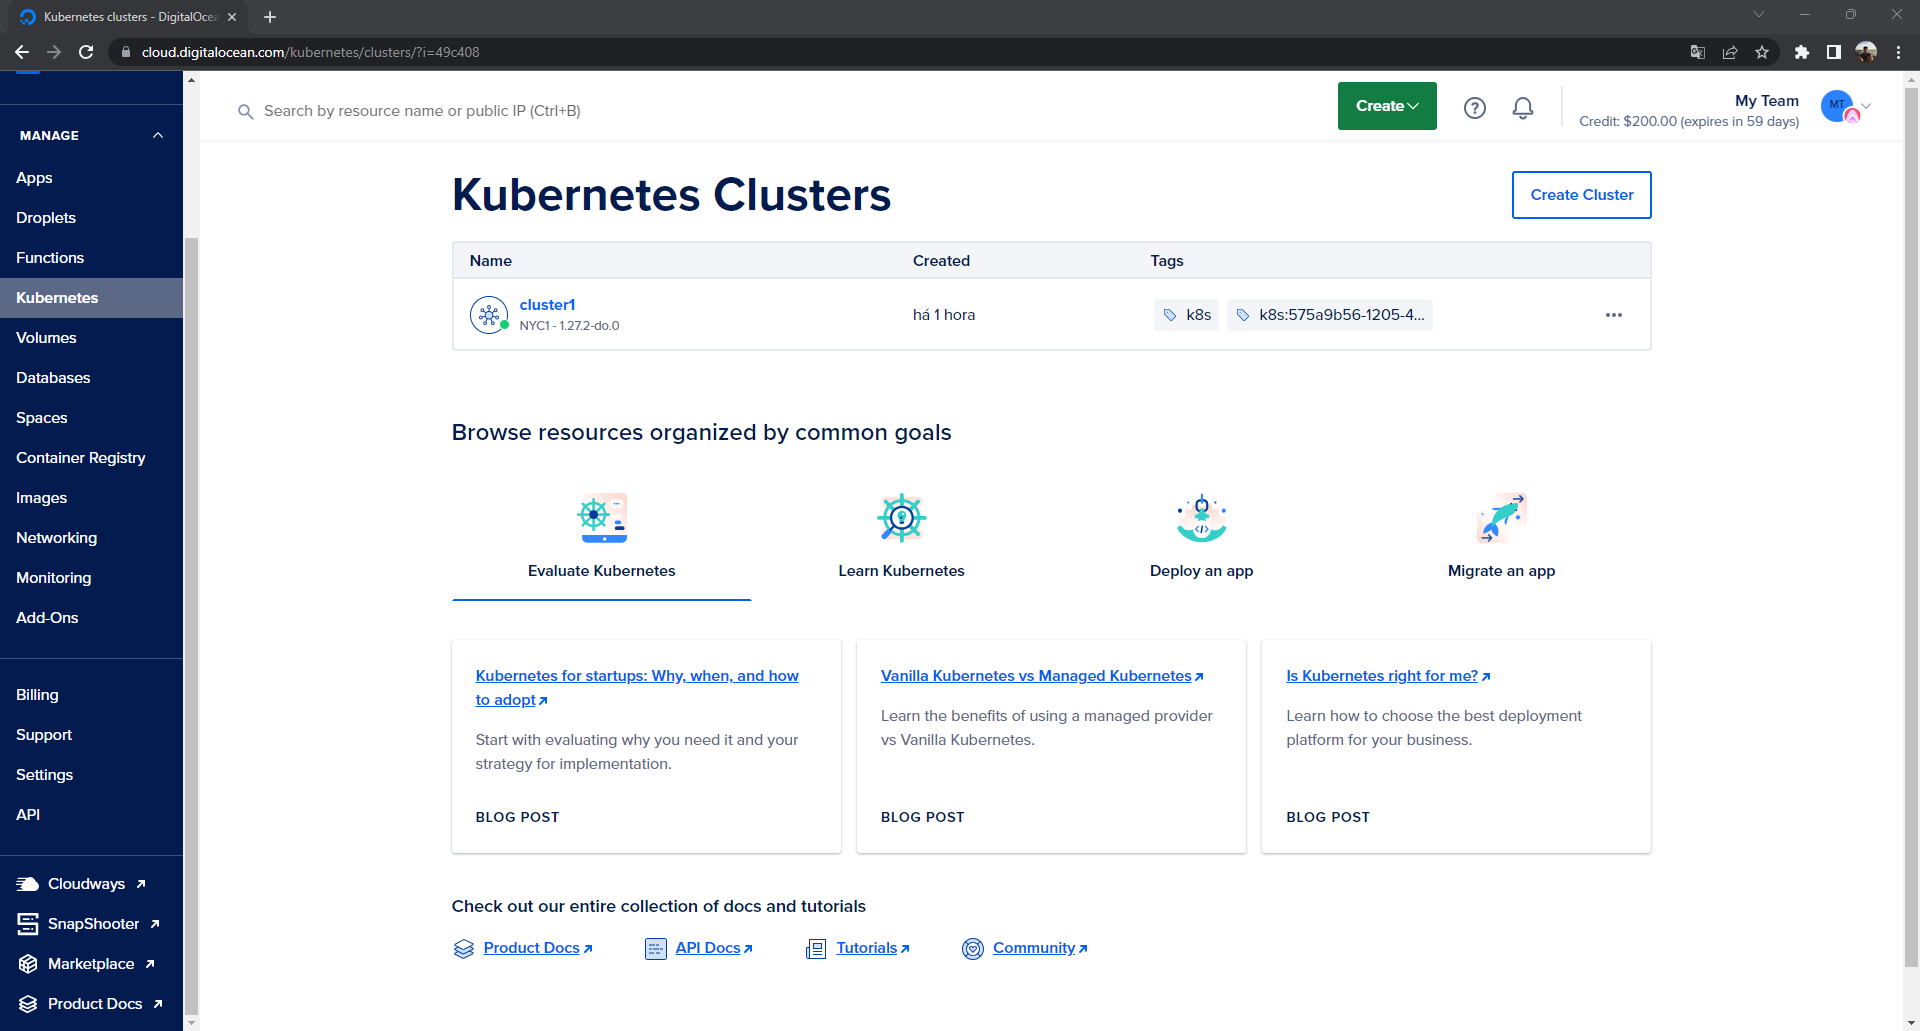 Kubernetes clusters - DigitalOcea
cloud.digitalocean.com/kubernetes/clusters/?i=49c408
MANAGE
Apps
Droplets
Functions
Kubernetes
Volumes
Databases
Spaces
Container Registry
Images
Networking
Monitoring
Add-Ons
Billing
Support
Settings
API
Cloudways
SnapShooter
Marketplace
Product Docs
Search by resource name or public IP (Ctrl+B)
Create
My Team
Credit: $200.00 (expires in 59 days)
MT
Kubernetes Clusters
Create Cluster
Name Created Tags
cluster1
NYC1 - 1.27.2-do.0
há 1 hora
k8s
k8s:575a9b56-1205-4...
Browse resources organized by common goals
Evaluate Kubernetes
Learn Kubernetes
Deploy an app
Migrate an app
Kubernetes for startups: Why, when, and how
to adopt
Start with evaluating why you need it and your
strategy for implementation.
BLOG POST
Vanilla Kubernetes vs Managed Kubernetes
Learn the benefits of using a managed provider
vs Vanilla Kubernetes.
BLOG POST
Is Kubernetes right for me?
Learn how to choose the best deployment
platform for your business.
BLOG POST
Check out our entire collection of docs and tutorials
Product Docs
API Docs
Tutorials
Community